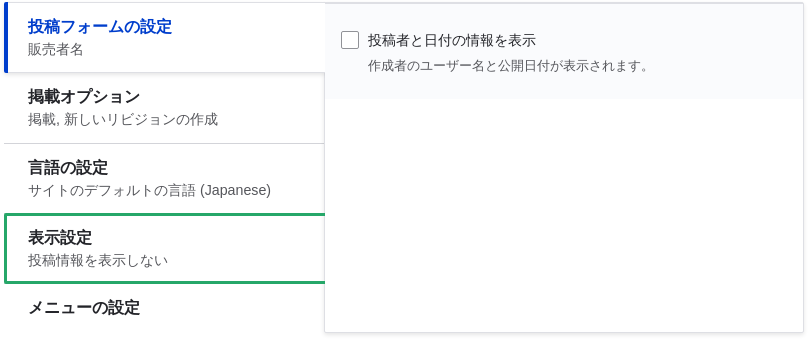 投稿フォームの設定
販売者名
掲載オプション
掲載, 新しいリビジョンの作成
言語の設定
サイトのデフォルトの言語 (Japanese)
表示設定
投稿情報を表示しない
メニューの設定
投稿者と日付の情報を表示
作成者のユーザー名と公開日付が表示されます。